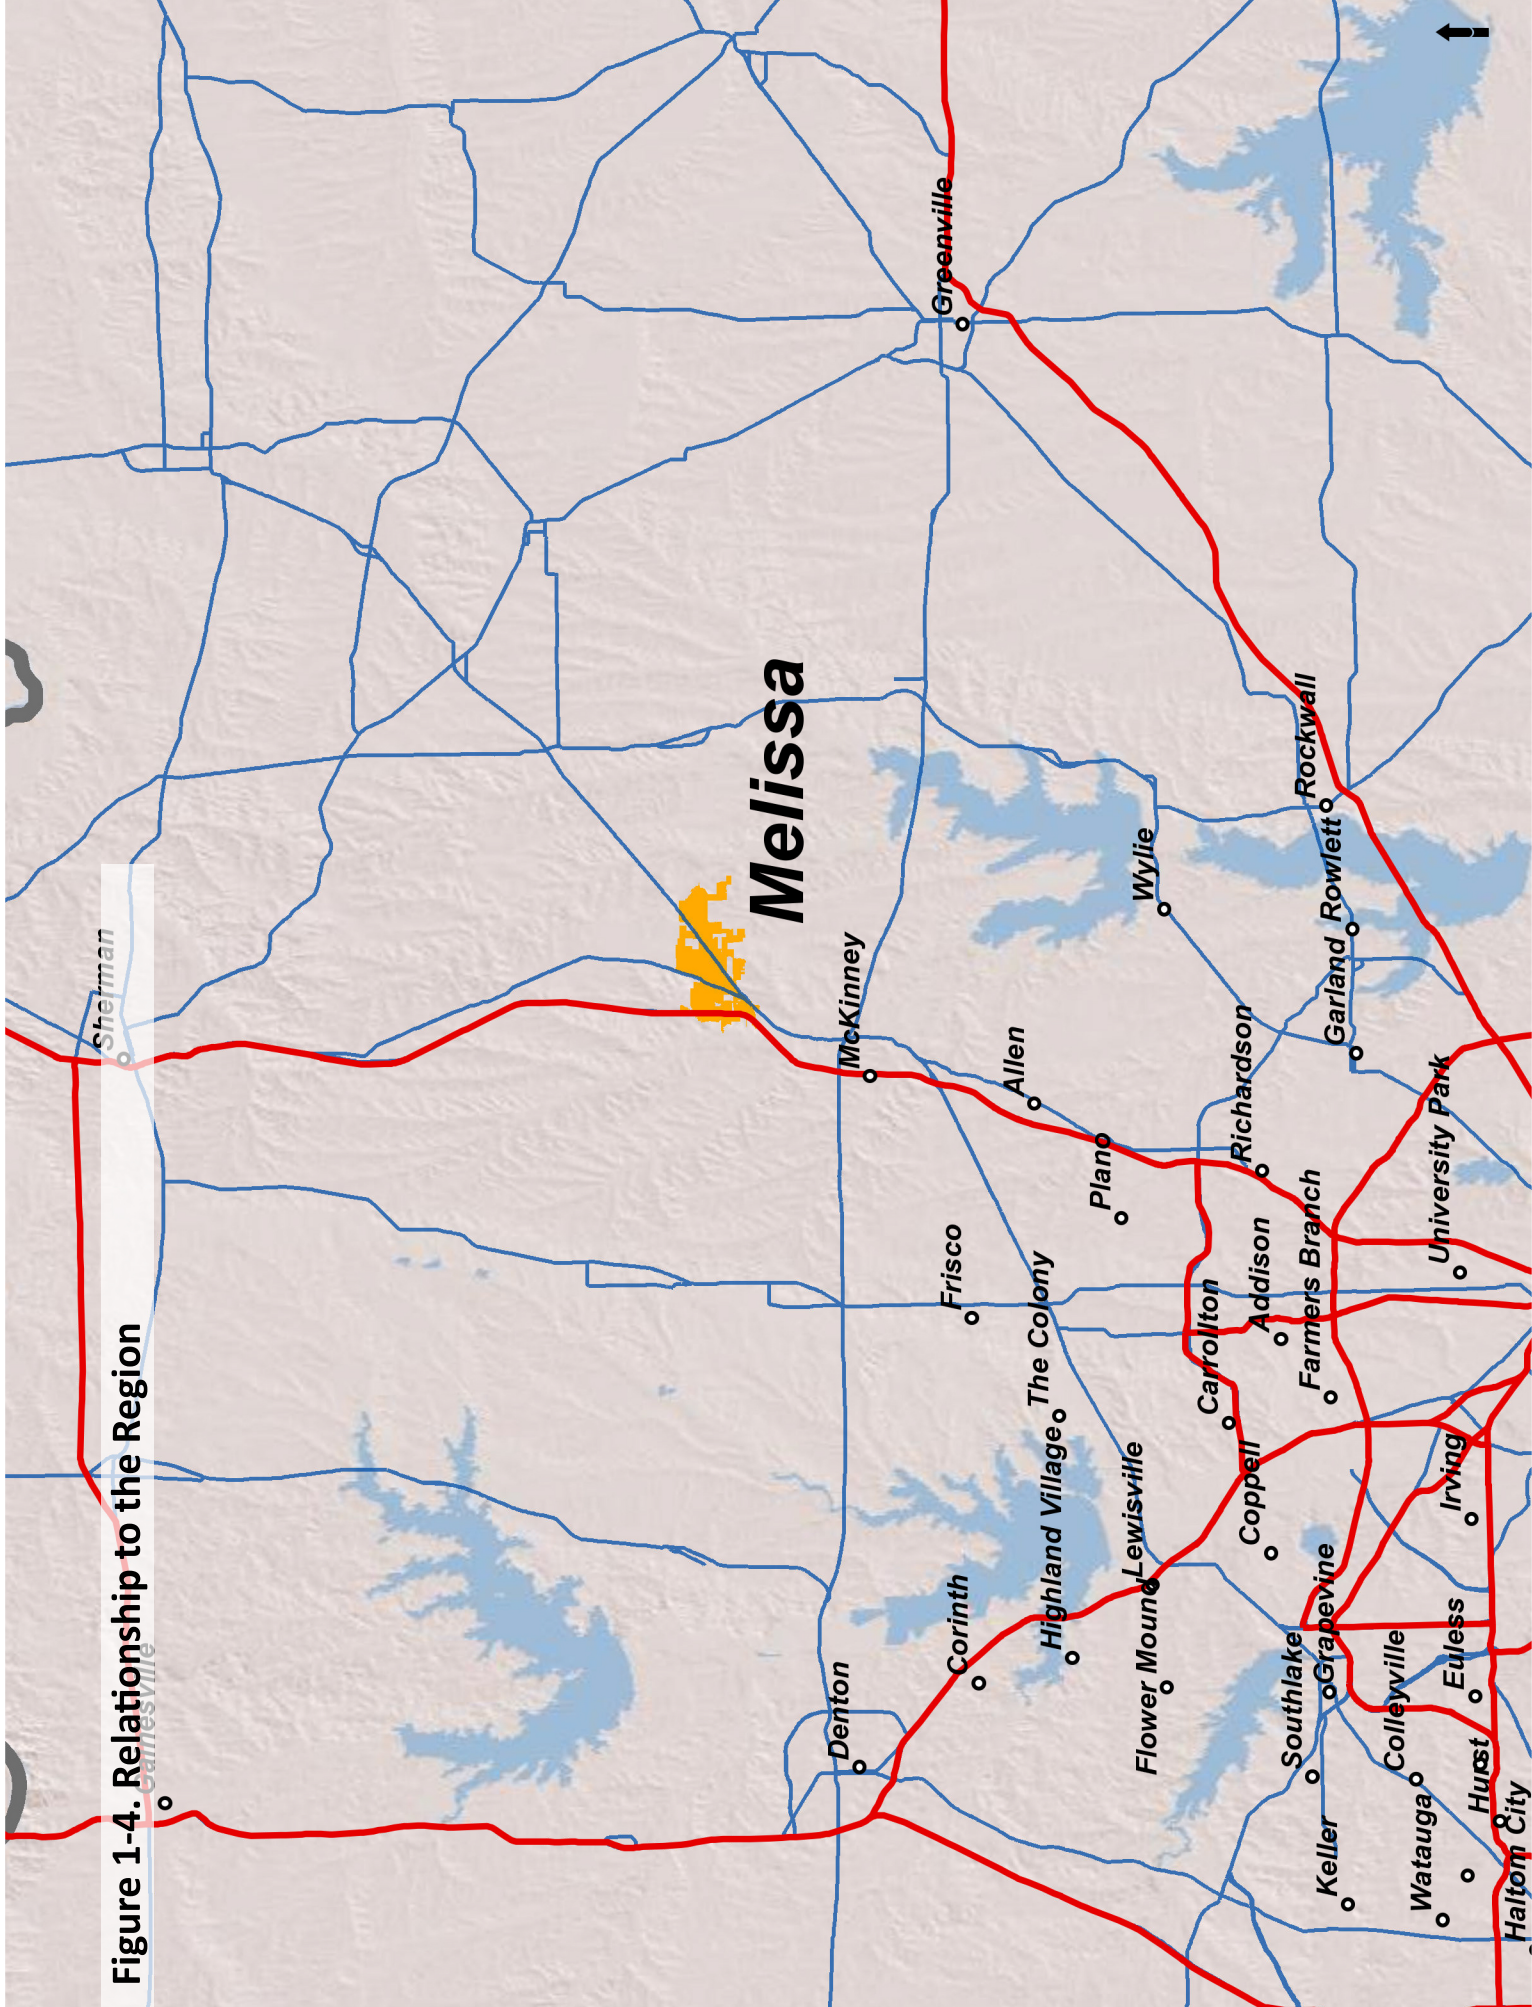 Figure 1-4. Relationship to the Region
Sherman
Gainesville
Melissa
Greenville
McKinney
Denton
Frisco
Corinth
Allen
The Colony
Highland Village
Plano
Wylie
Lewisville
Flower Mound
Carrollton
Richardson
Addison
Coppell
Rockwall
Farmers Branch
Southlake
Grapevine
Garland
Rowlett
Keller
Colleyville
Watauga
University Park
Irving
Euless
Hurst
Haltom City